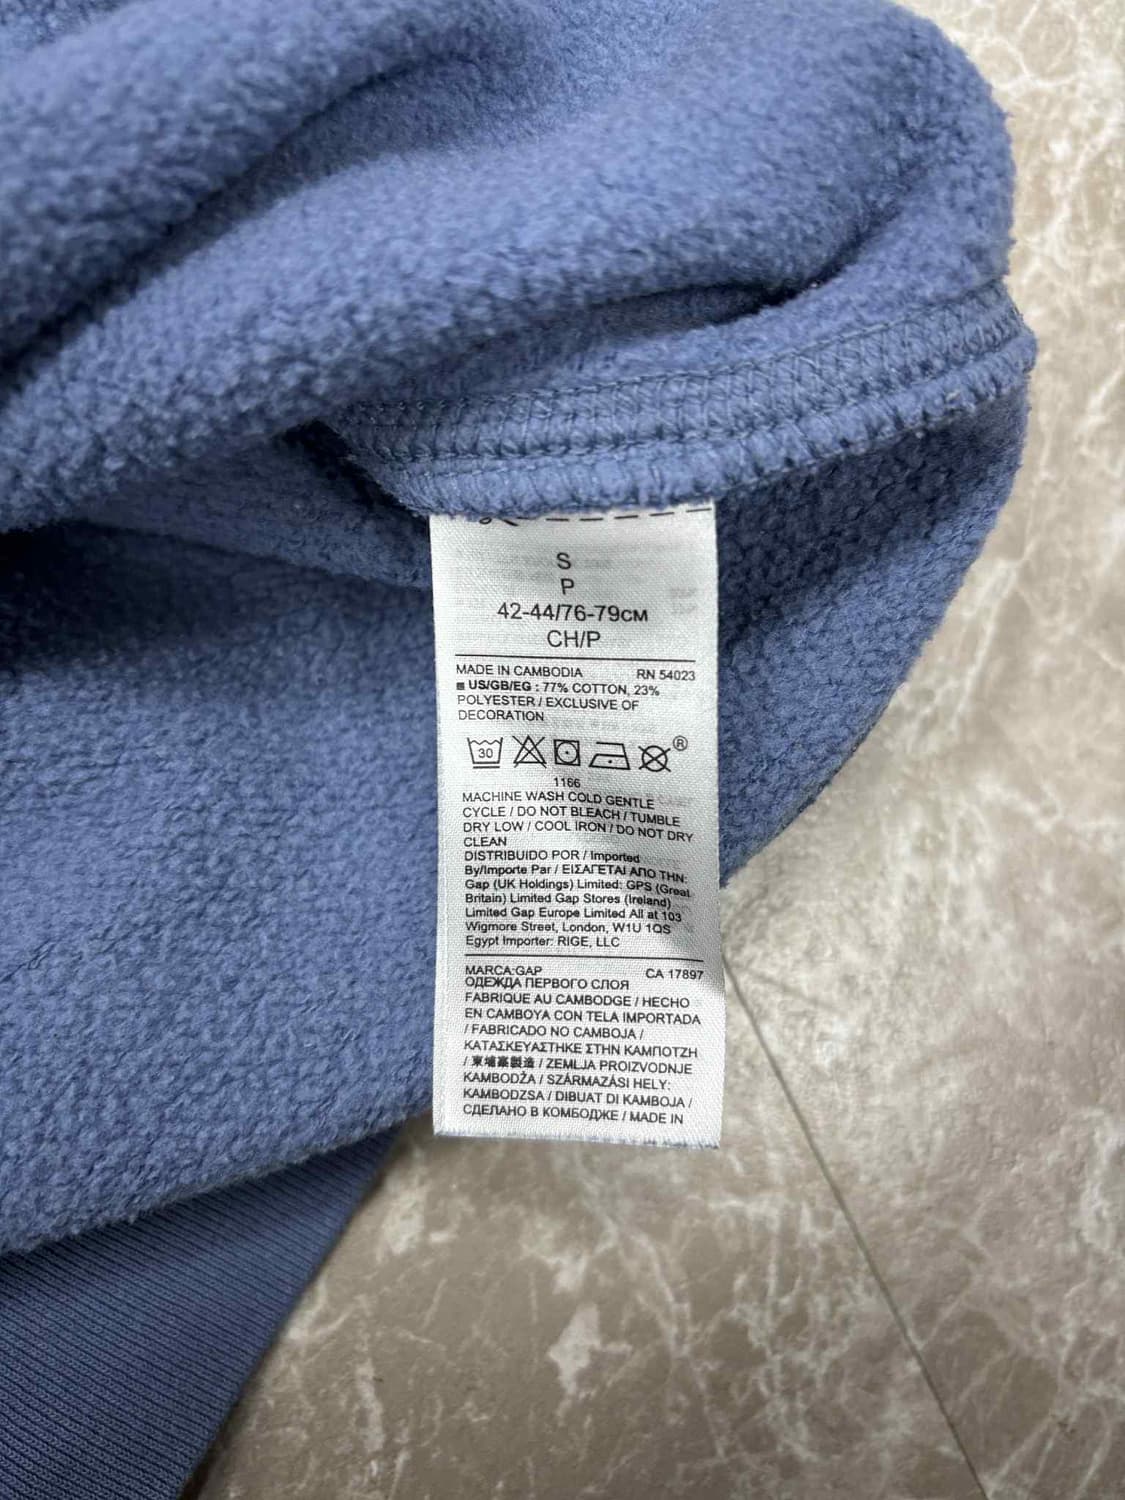 S
P
42-44/76-79см
CH/P
MADE IN CAMBODIA RN 54023
US/GB/EG : 77% COTTON, 23%
POLYESTER / EXCLUSIVE OF
DECORATION
30 ®
1166
MACHINE WASH COLD GENTLE
CYCLE / DO NOT BLEACH / TUMBLE
DRY LOW / COOL IRON / DO NOT DRY
CLEAN
DISTRIBUIDO POR / Imported
By/Importe Par / ΕΙΣΑΓΕΤΑΙ ΑΠΟ ΤΗΝ:
Gap (UK Holdings) Limited: GPS (Great
Britain) Limited Gap Stores (Ireland)
Limited Gap Europe Limited All at 103
Wigmore Street, London, W1U 1QS
Egypt Importer: RIGE, LLC
MARCA:GAP CA 17897
ОДЕЖДА ПЕРВОГО СЛОЯ
FABRIQUE AU CAMBODGE / HECHO
EN CAMBOYA CON TELA IMPORTADA
/ FABRICADO NO CAMBOJA /
ΚΑΤΑΣΚΕΥΑΣΤΗΚΕ ΣΤΗΝ ΚΑΜΠΟΤΖΗ
/ 柬埔寨製造 / ZEMLJA PROIZVODNJE
KAMBODŽA / SZÁRMAZÁSI HELY:
KAMBODZSA / DIBUAT DI KAMBOJA /
СДЕЛАНО В КОМБОДЖЕ / MADE IN